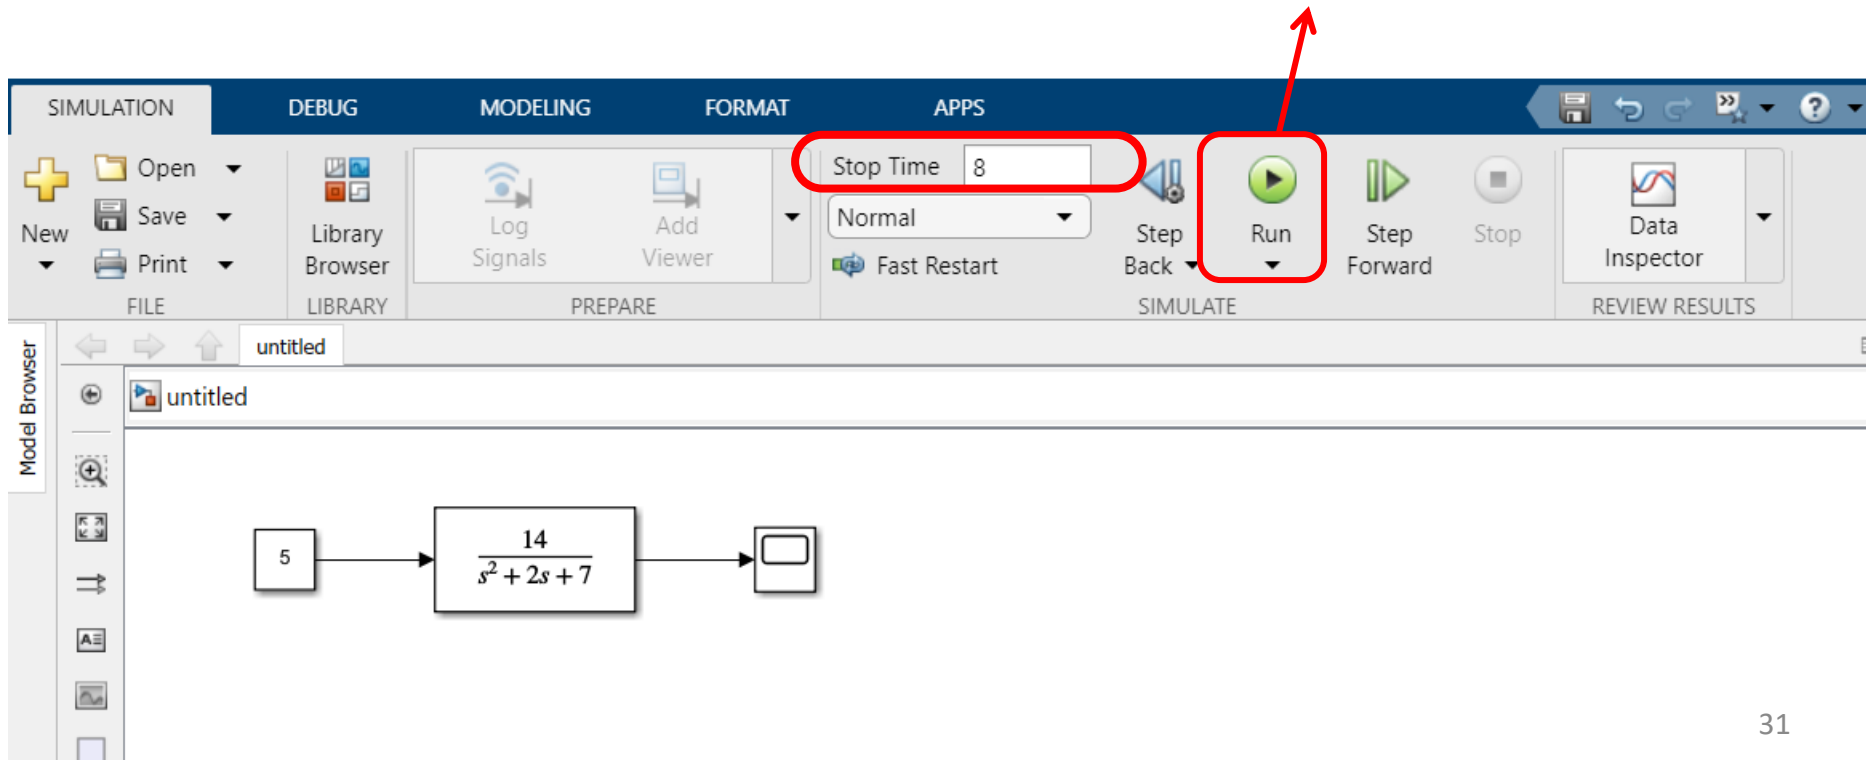 SIMULATION DEBUG MODELING FORMAT APPS
New
Open
Save
Print
FILE
Library
Browser
LIBRARY
Log
Signals
Add
Viewer
PREPARE
Stop Time 8
Normal
Fast Restart
Step
Back
Run
Step
Forward
Stop
SIMULATE
Data
Inspector
REVIEW RESULTS
Model Browser
untitled
untitled
5
14
s² + 2s + 7
31